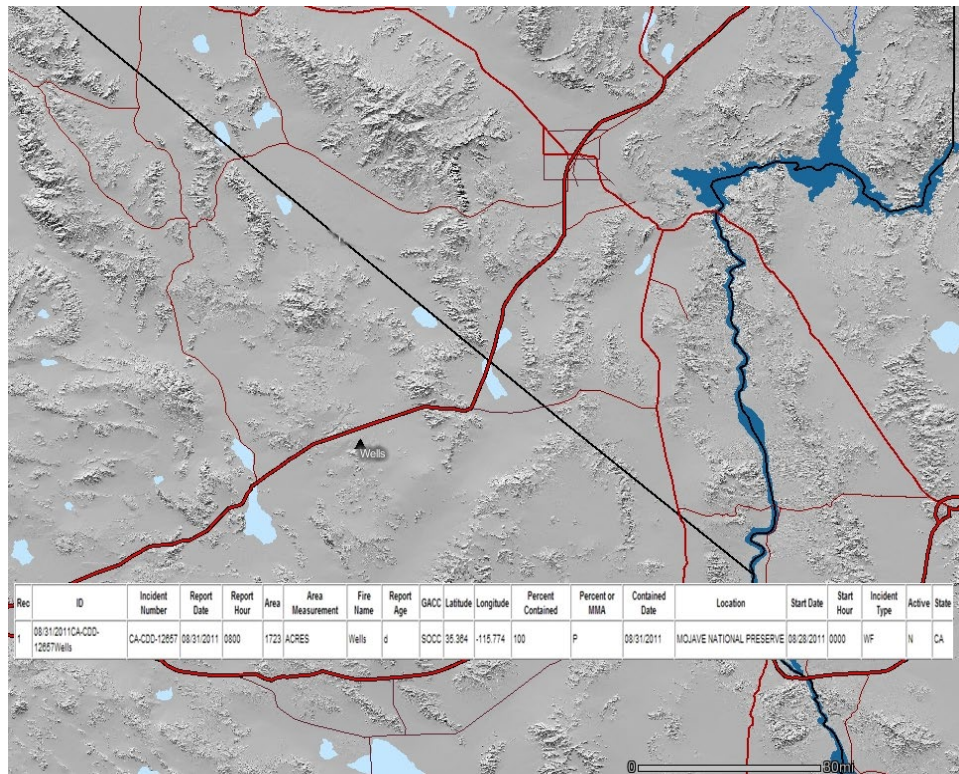 Wells
Rec ID Incident Number Report Date Report Hour Area Area Measurement Fire Name Report Age GACC Latitude Longitude Percent Contained Percent or MMA Contained Date Location Start Date Start Hour Incident Type Active State
1 08/31/2011CA-CDD-12657Wells CA-CDD-12657 08/31/2011 0800 1723 ACRES Wells d SOCC 35.364 -115.774 100 P 08/31/2011 MOJAVE NATIONAL PRESERVE 08/28/2011 0000 WF N CA
0 30mi